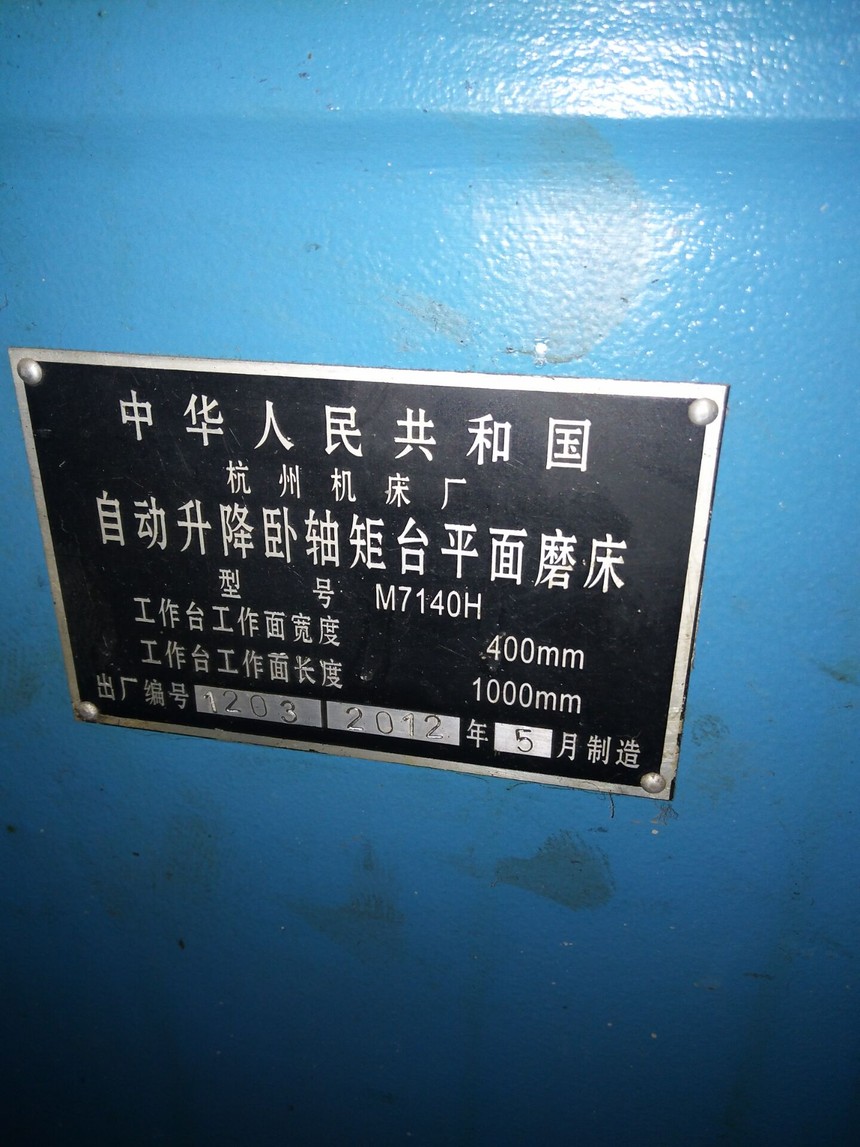 中华人民共和国
杭州机床厂
自动升降卧轴矩台平面磨床
型号 M7140H
工作台工作面宽度 400mm
工作台工作面长度 1000mm
出厂编号 1203 2012 年 5 月制造